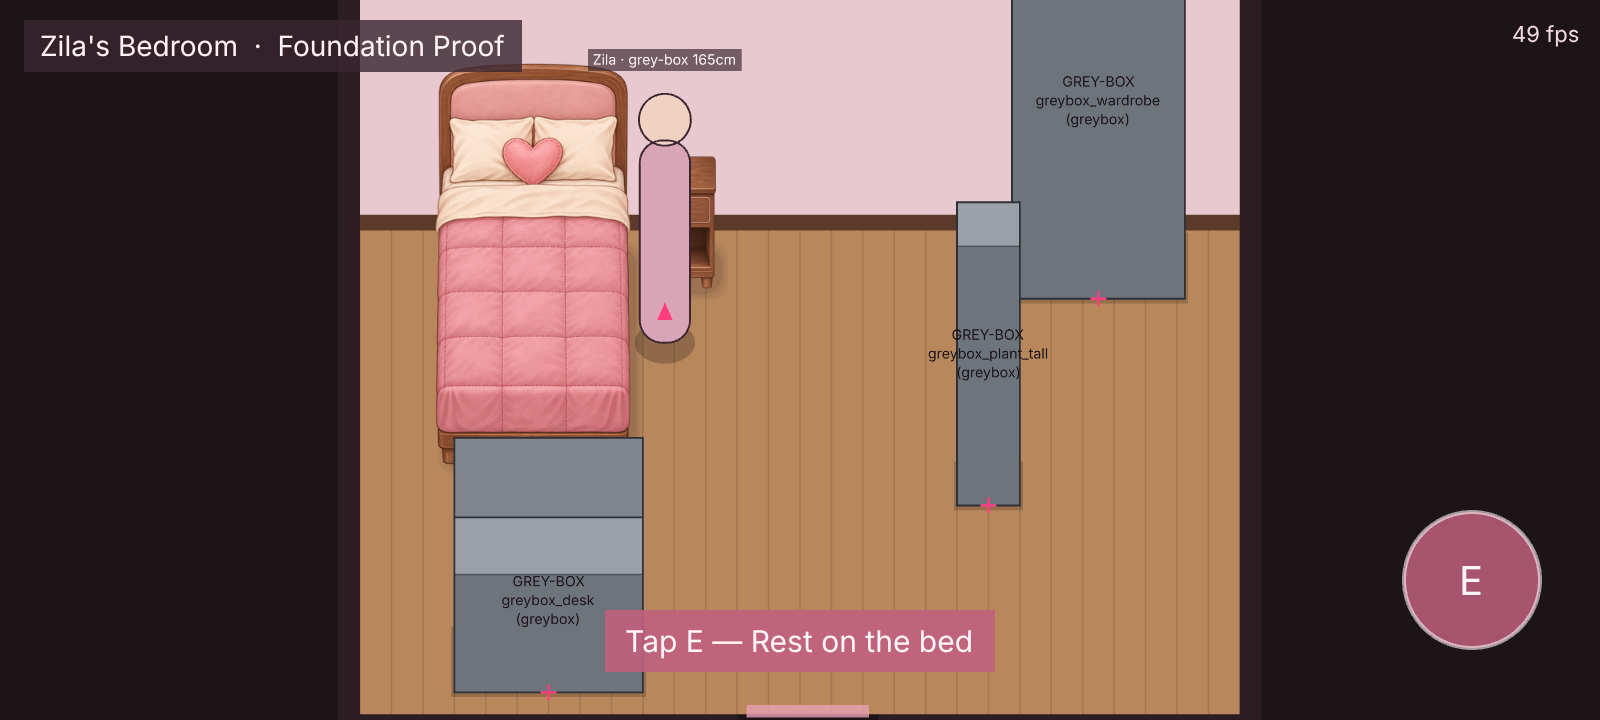 Zila's Bedroom · Foundation Proof
49 fps
Zila · grey-box 165cm
GREY-BOX
greybox_wardrobe
(greybox)
GREY-BOX
greybox_plant_tall
(greybox)
GREY-BOX
greybox_desk
(greybox)
E
Tap E — Rest on the bed